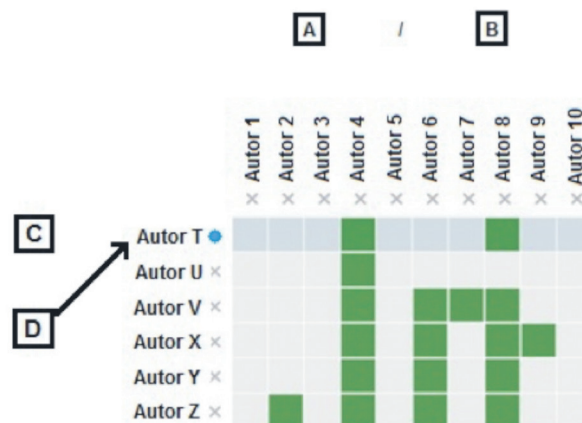 A / B
Autor 1 Autor 2 Autor 3 Autor 4 Autor 5 Autor 6 Autor 7 Autor 8 Autor 9 Autor 10
× × × × × × × × × ×
C Autor T
Autor U ×
D Autor V ×
Autor X ×
Autor Y ×
Autor Z ×